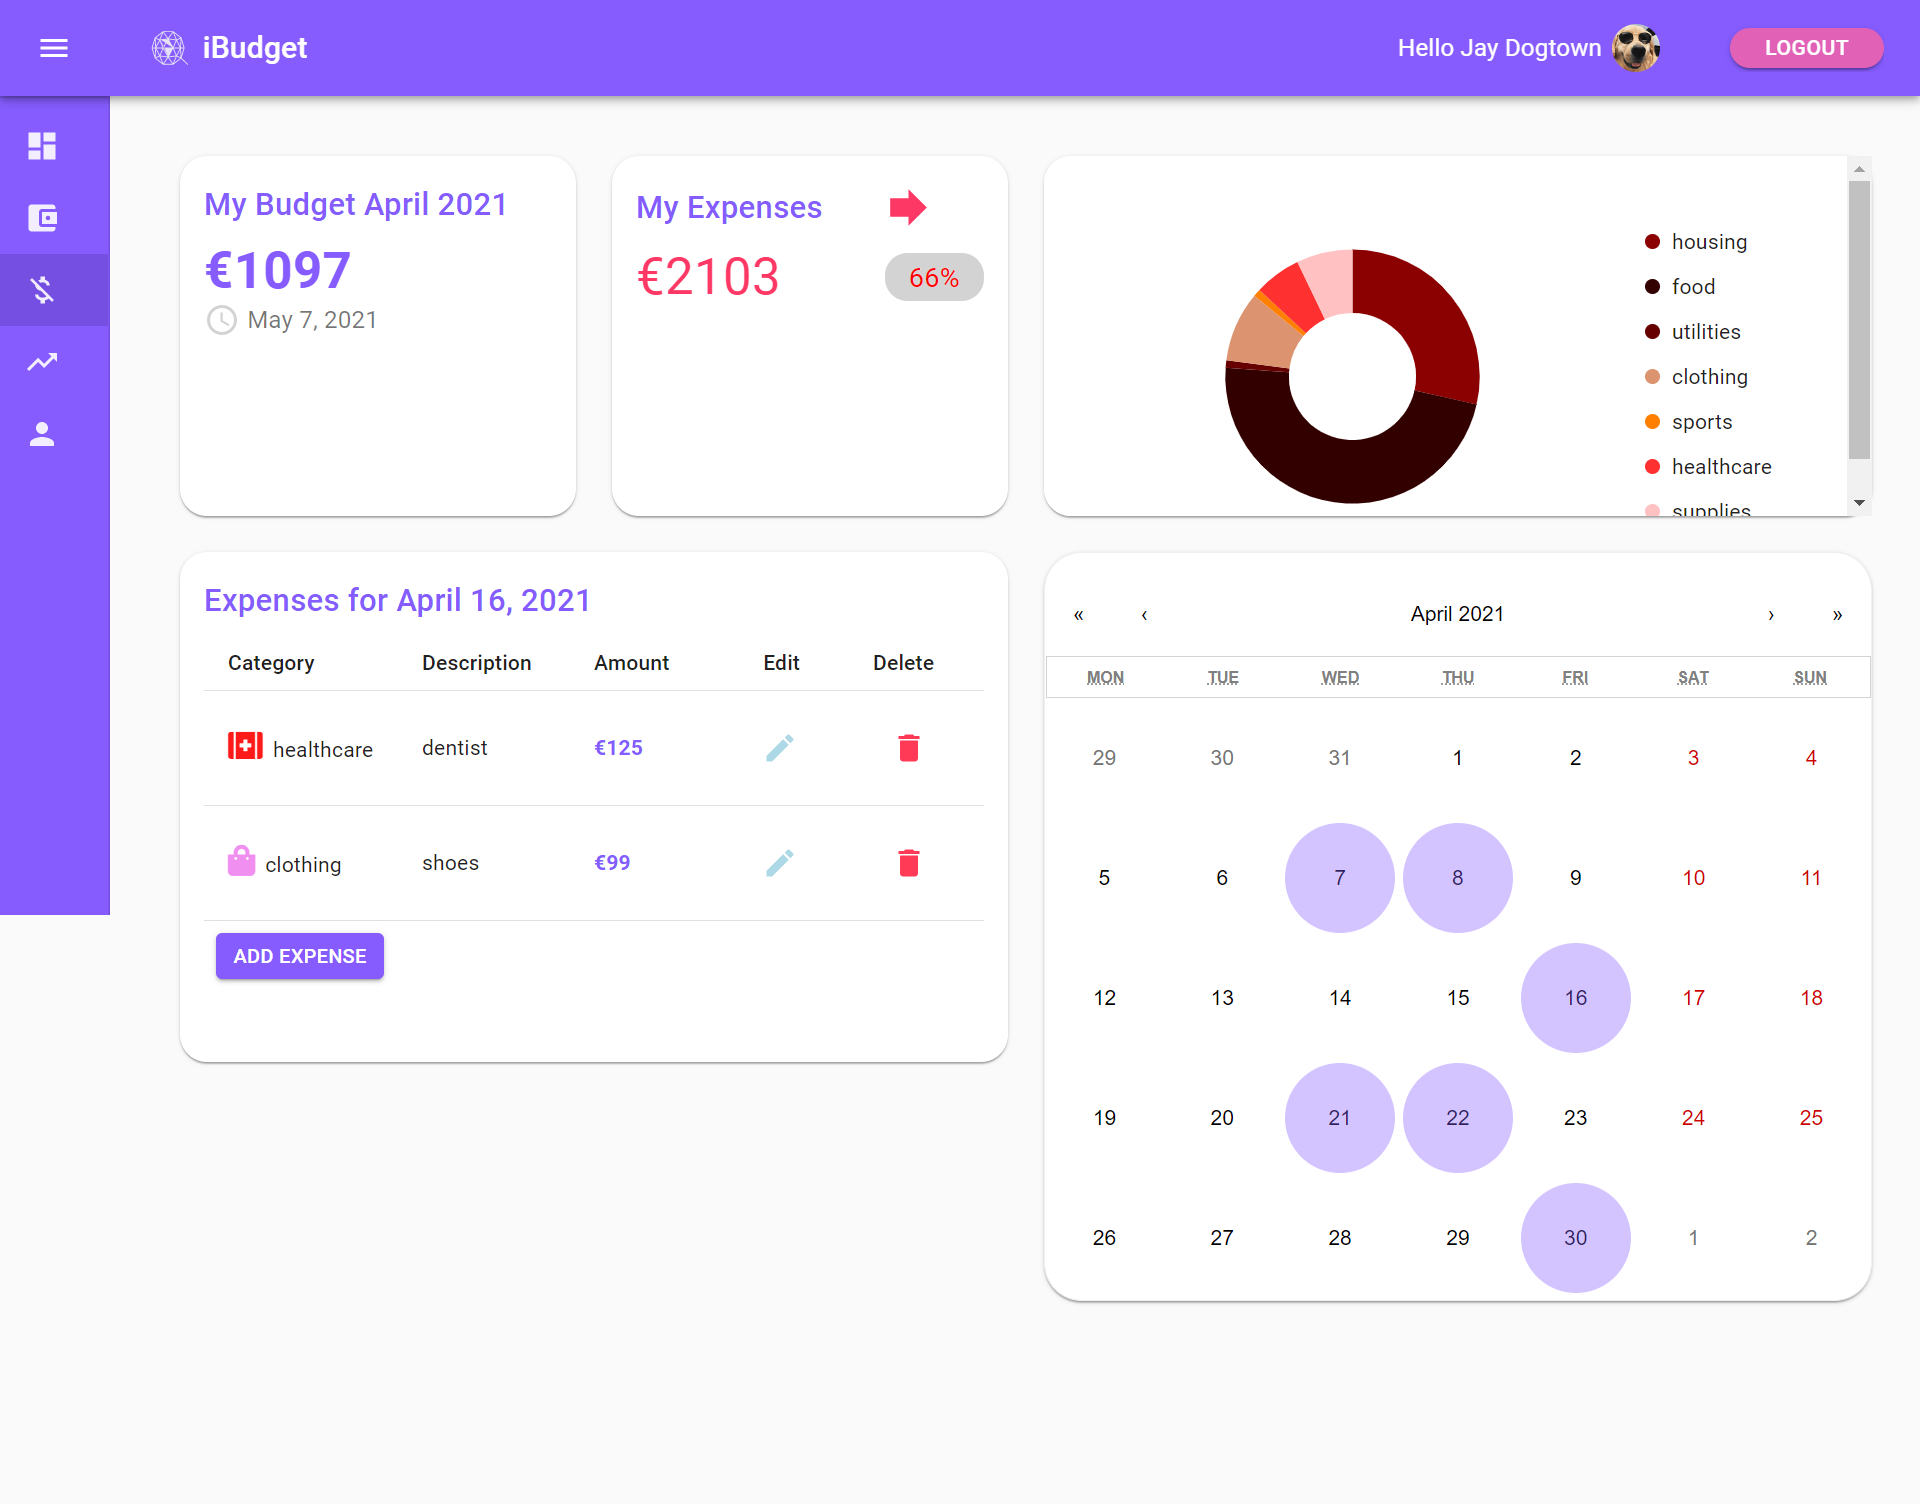 iBudget
Hello Jay Dogtown
LOGOUT
My Budget April 2021
€1097
May 7, 2021
My Expenses
€2103
66%
housing
food
utilities
clothing
sports
healthcare
supplies
Expenses for April 16, 2021
Category Description Amount Edit Delete
healthcare dentist €125
clothing shoes €99
ADD EXPENSE
« ‹ April 2021 › »
MON TUE WED THU FRI SAT SUN
29 30 31 1 2 3 4
5 6 7 8 9 10 11
12 13 14 15 16 17 18
19 20 21 22 23 24 25
26 27 28 29 30 1 2